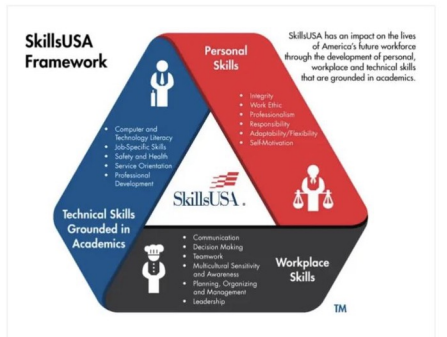 SkillsUSA
Framework
SkillsUSA has an impact on the lives
of America's future workforce
through the development of personal,
workplace and technical skills
that are grounded in academics.
Personal
Skills
• Integrity
• Work Ethic
• Professionalism
• Responsibility
• Adaptability/Flexibility
• Self-Motivation
• Computer and
Technology Literacy
• Job-Specific Skills
• Safety and Health
• Service Orientation
• Professional
Development
SkillsUSA®
Technical Skills
Grounded in
Academics
• Communication
• Decision Making
• Teamwork
• Multicultural Sensitivity
and Awareness
• Planning, Organizing
and Management
• Leadership
Workplace
Skills
TM